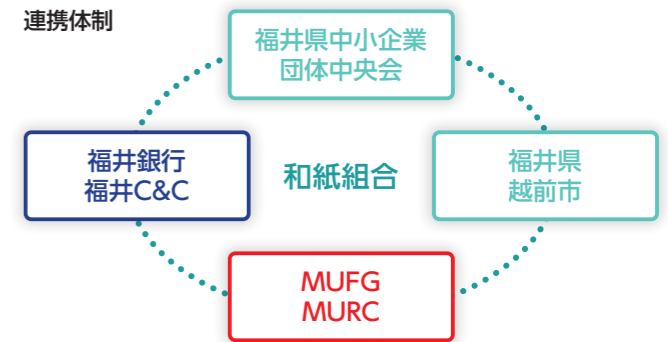 連携体制
福井県中小企業
団体中央会
福井銀行
福井C&C
和紙組合
福井県
越前市
MUFG
MURC